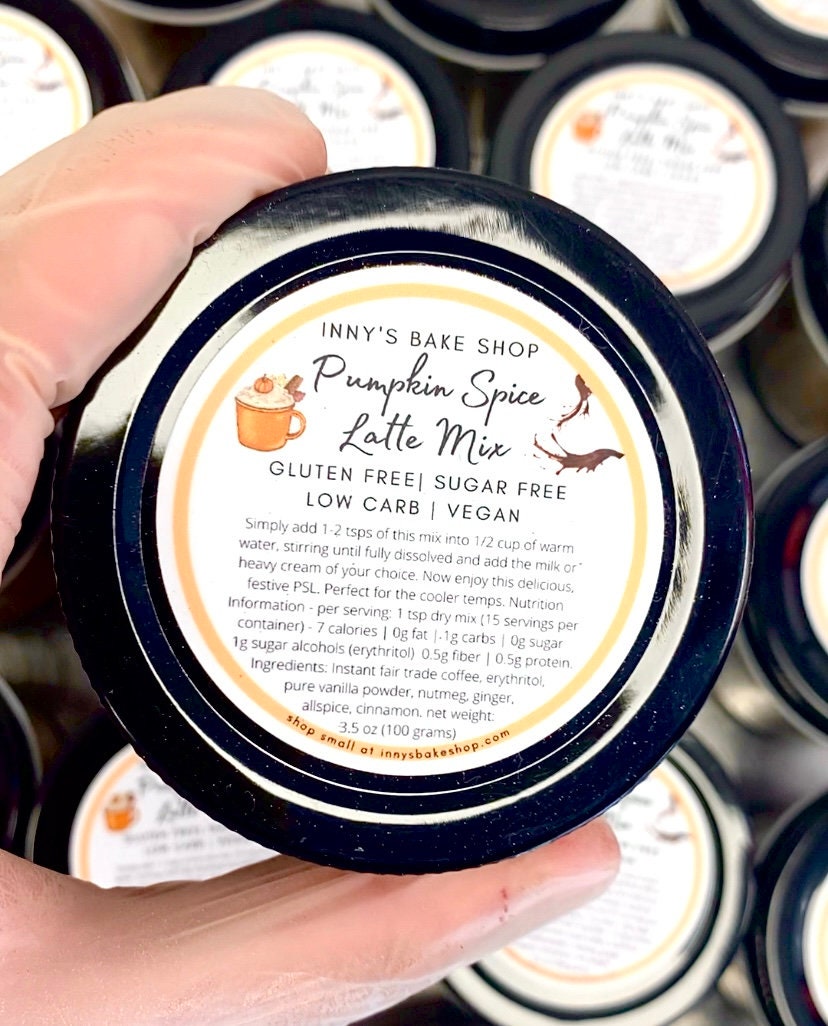 INNY'S BAKE SHOP
Pumpkin Spice
Latte Mix
GLUTEN FREE| SUGAR FREE
LOW CARB | VEGAN
Simply add 1-2 tsps of this mix into 1/2 cup of warm
water, stirring until fully dissolved and add the milk or
heavy cream of your choice. Now enjoy this delicious,
festive PSL. Perfect for the cooler temps. Nutrition
Information - per serving: 1 tsp dry mix (15 servings per
container) - 7 calories | 0g fat |.1g carbs | 0g sugar
1g sugar alcohols (erythritol) 0.5g fiber | 0.5g protein.
Ingredients: Instant fair trade coffee, erythritol,
pure vanilla powder, nutmeg, ginger,
allspice, cinnamon. net weight:
3.5 oz (100 grams)
shop small at innysbakeshop.com